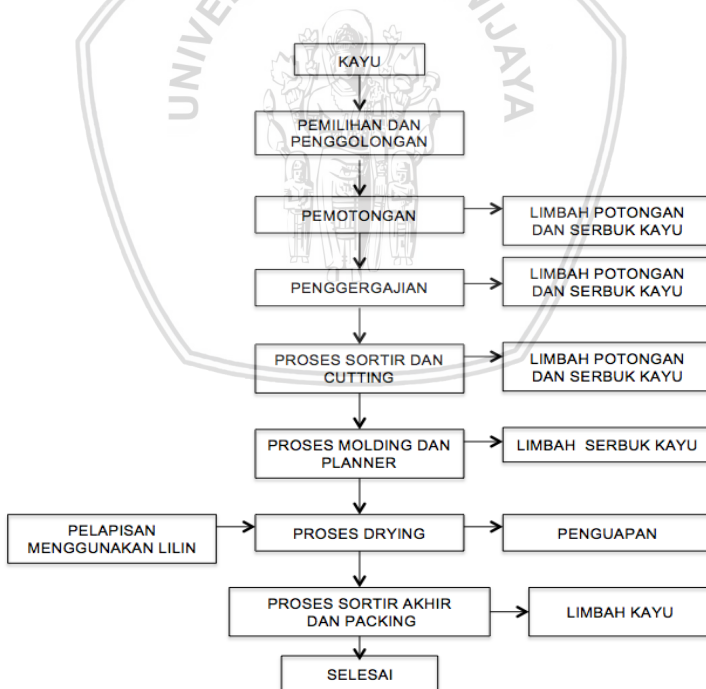 UNIVE
WIJAYA
KAYU
PEMILIHAN DAN
PENGGOLONGAN
PEMOTONGAN
LIMBAH POTONGAN
DAN SERBUK KAYU
PENGGERGAJIAN
LIMBAH POTONGAN
DAN SERBUK KAYU
PROSES SORTIR DAN
CUTTING
LIMBAH POTONGAN
DAN SERBUK KAYU
PROSES MOLDING DAN
PLANNER
LIMBAH SERBUK KAYU
PELAPISAN
MENGGUNAKAN LILIN
PROSES DRYING
PENGUAPAN
PROSES SORTIR AKHIR
DAN PACKING
LIMBAH KAYU
SELESAI